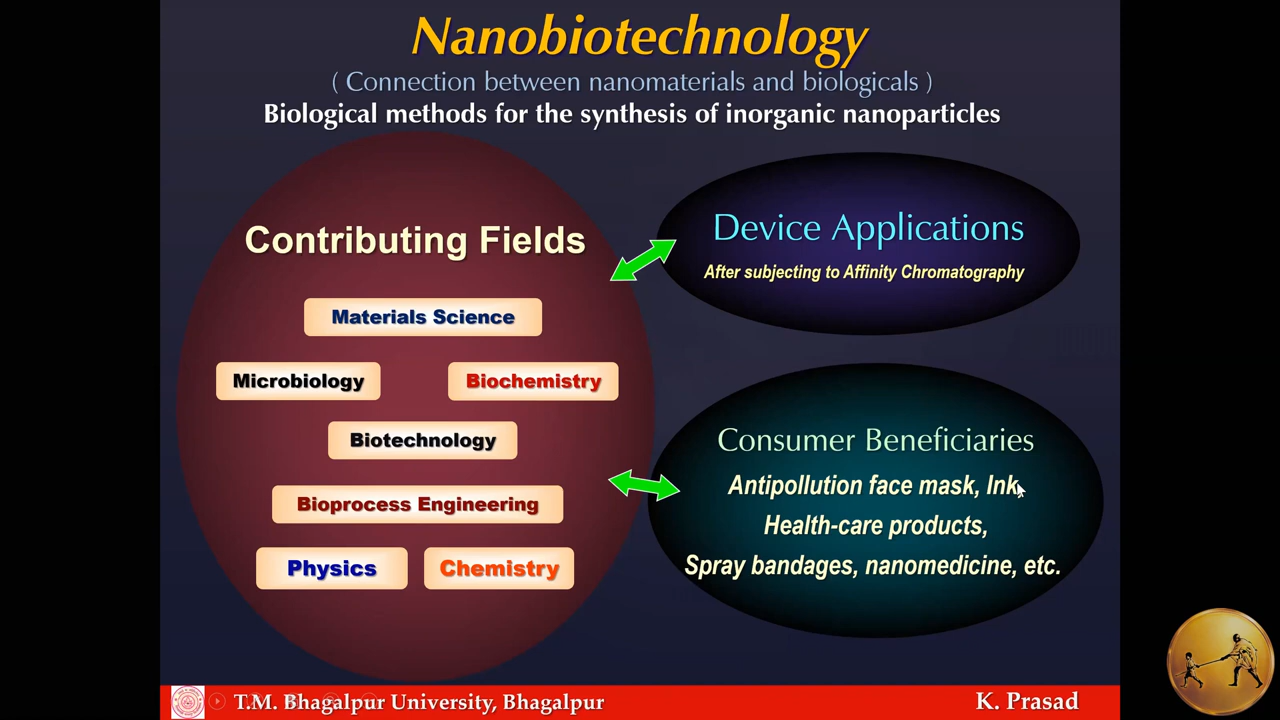 Nanobiotechnology
( Connection between nanomaterials and biologicals )
Biological methods for the synthesis of inorganic nanoparticles
Contributing Fields
Materials Science
Microbiology
Biochemistry
Biotechnology
Bioprocess Engineering
Physics
Chemistry
Device Applications
After subjecting to Affinity Chromatography
Consumer Beneficiaries
Antipollution face mask, Ink,
Health-care products,
Spray bandages, nanomedicine, etc.
T.M. Bhagalpur University, Bhagalpur
K. Prasad